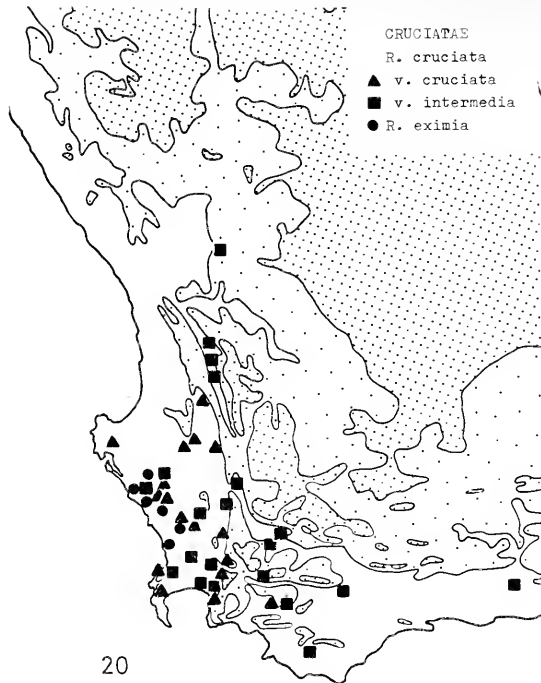 CRUCIATAE
R. cruciata
v. cruciata
v. intermedia
R. eximia
20